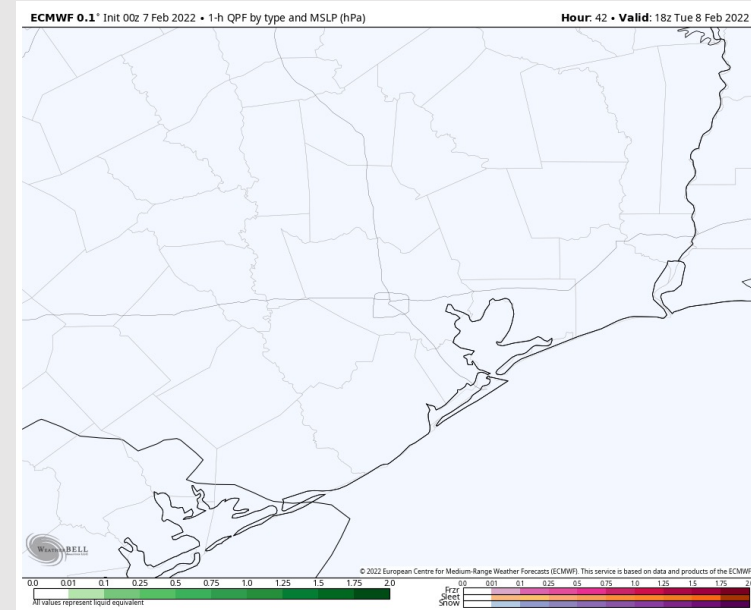 ECMWF 0.1° Init 00z 7 Feb 2022 • 1-h QPF by type and MSLP (hPa)
Hour: 42 • Valid: 18z Tue 8 Feb 2022
WEATHERBELL
© 2022 European Centre for Medium-Range Weather Forecasts (ECMWF). This service is based on data and products of the ECMWF
0.0 0.01 0.1 0.25 0.5 0.75 1.0 1.25 1.5 1.75 2.0
All values represent liquid equivalent
0.0 0.01 0.1 0.25 0.5 0.75 1.0 1.25 1.5 1.75 2.0
Frzr
Sleet
Snow